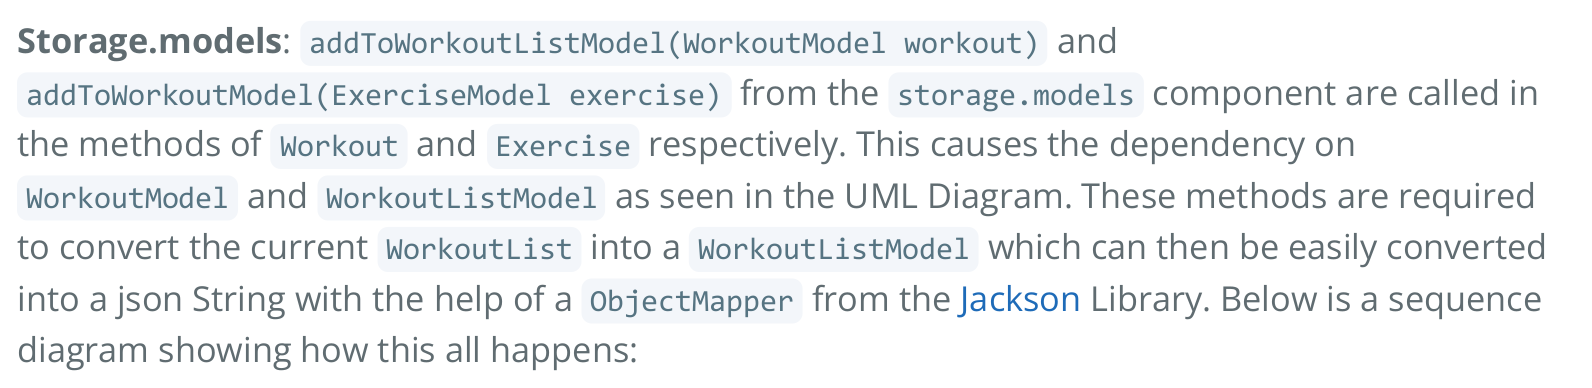 Storage.models: addToWorkoutListModel(WorkoutModel workout) and
addToWorkoutModel(ExerciseModel exercise) from the storage.models component are called in
the methods of Workout and Exercise respectively. This causes the dependency on
WorkoutModel and WorkoutListModel as seen in the UML Diagram. These methods are required
to convert the current WorkoutList into a WorkoutListModel which can then be easily converted
into a json String with the help of a ObjectMapper from the Jackson Library. Below is a sequence
diagram showing how this all happens: